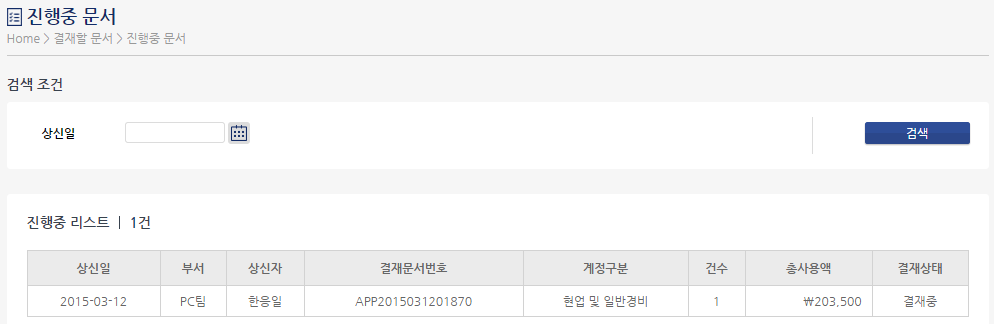 진행중 문서
Home > 결재할 문서 > 진행중 문서
검색 조건
상신일 검색
진행중 리스트 | 1건
상신일 부서 상신자 결재문서번호 계정구분 건수 총사용액 결재상태
2015-03-12 PC팀 한응일 APP2015031201870 현업 및 일반경비 1 ₩203,500 결재중